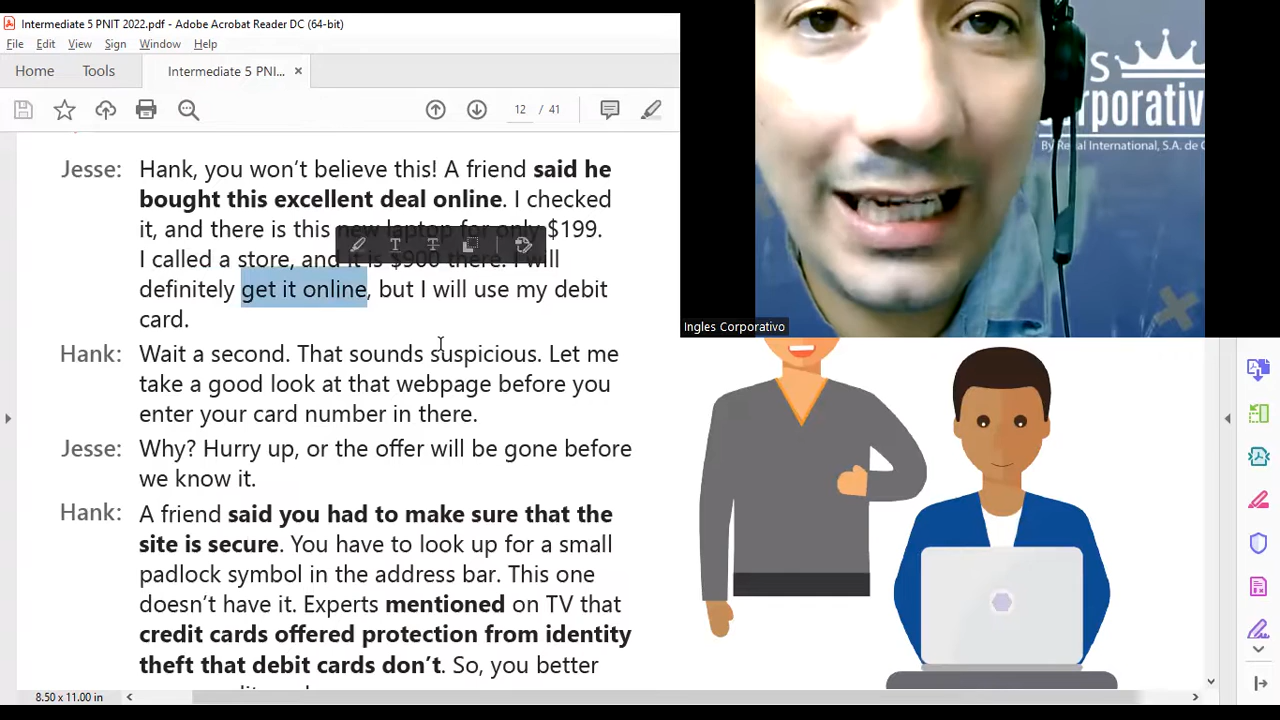 Intermediate 5 PNIT 2022.pdf - Adobe Acrobat Reader DC (64-bit)
File Edit View Sign Window Help
Home Tools Intermediate 5 PNI... ×
12 / 41
Jesse: Hank, you won't believe this! A friend said he
bought this excellent deal online. I checked
it, and there is this new laptop for only $199.
I called a store, and it is $900 there. I will
definitely get it online, but I will use my debit
card.
Hank: Wait a second. That sounds suspicious. Let me
take a good look at that webpage before you
enter your card number in there.
Jesse: Why? Hurry up, or the offer will be gone before
we know it.
Hank: A friend said you had to make sure that the
site is secure. You have to look up for a small
padlock symbol in the address bar. This one
doesn't have it. Experts mentioned on TV that
credit cards offered protection from identity
theft that debit cards don't. So, you better
8.50 x 11.00 in
S
orporativ
By Re al International, S.A. de C
Ingles Corporativo